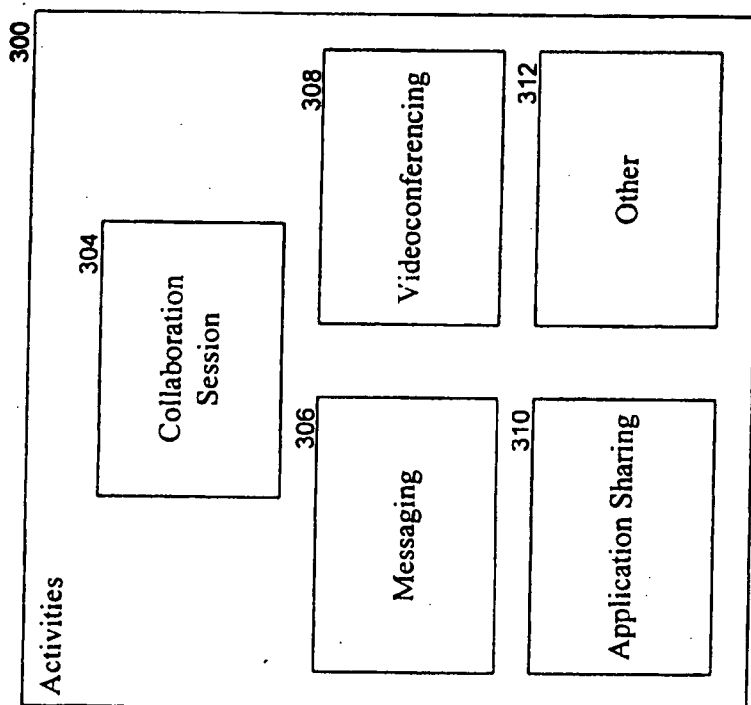 300
Activities
304
Collaboration
Session
306
Messaging
308
Videoconferencing
310
Application Sharing
312
Other